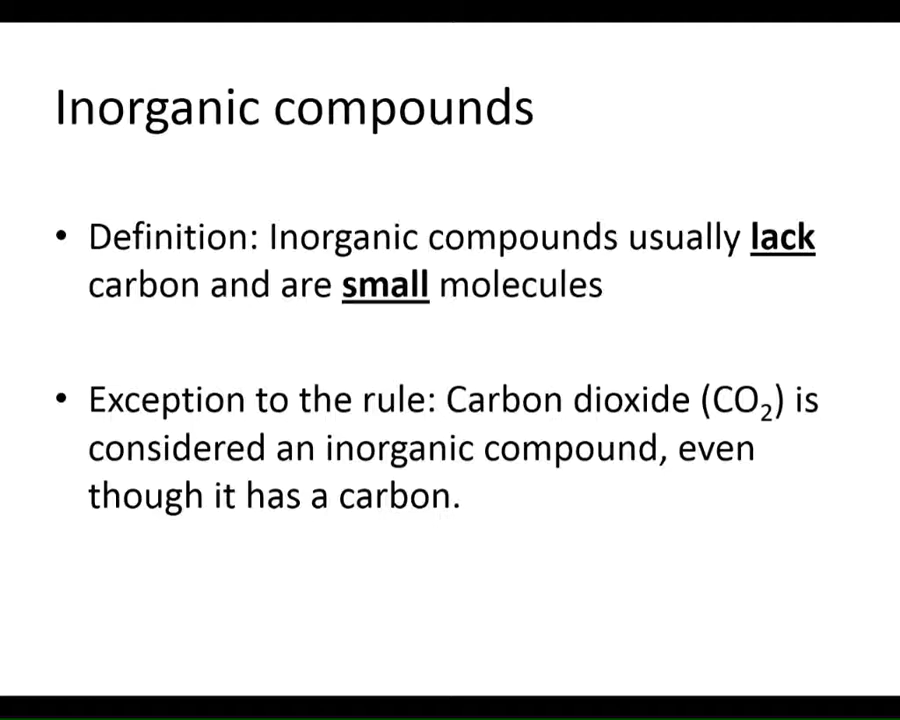 Inorganic compounds
• Definition: Inorganic compounds usually lack
carbon and are small molecules
• Exception to the rule: Carbon dioxide (CO₂) is
considered an inorganic compound, even
though it has a carbon.